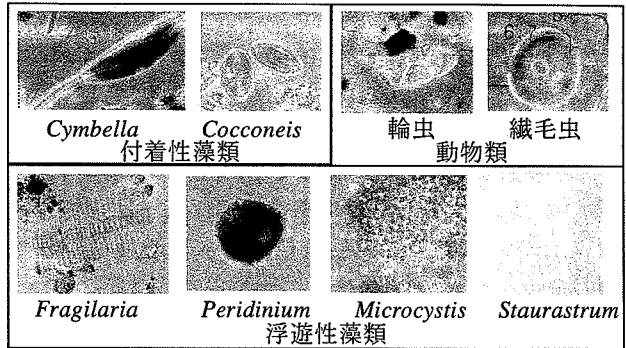 Cymbella Cocconeis
付着性藻類
輪虫 繊毛虫
動物類
Fragilaria Peridinium Microcystis Staurastrum
浮遊性藻類